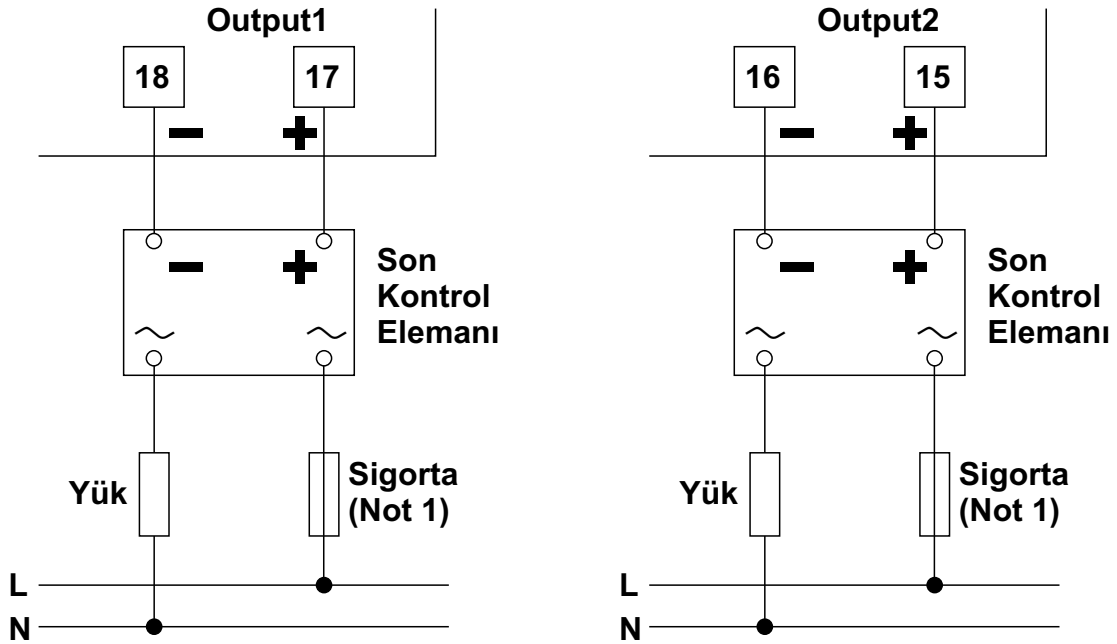 Output1
18
17
− +
Son
Kontrol
Elemanı
− +
~ ~
Yük
Sigorta
(Not 1)
L
N
Output2
16
15
− +
Son
Kontrol
Elemanı
− +
~ ~
Yük
Sigorta
(Not 1)
L
N